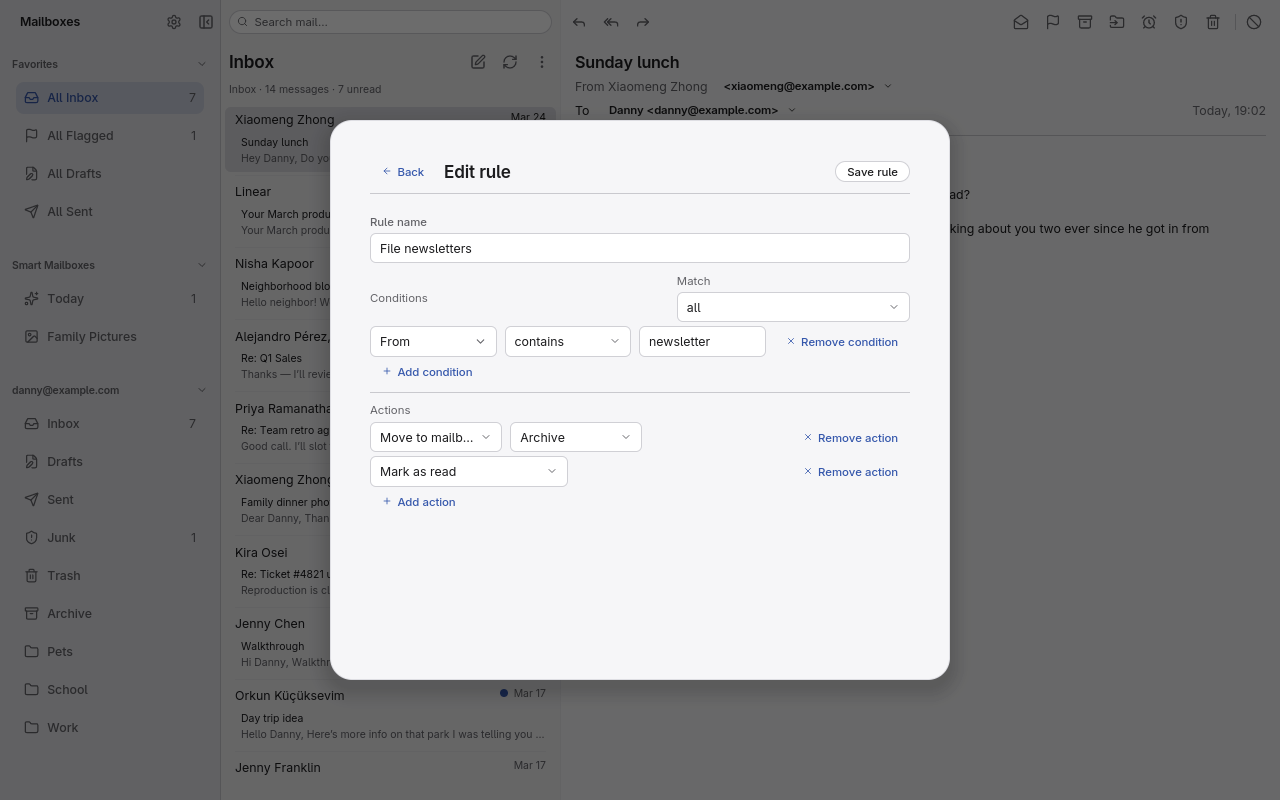 Mailboxes
Favorites
All Inbox 7
All Flagged 1
All Drafts
All Sent
Smart Mailboxes
Today
Family Pictures
danny@example.com
Inbox 7
Drafts
Sent
Junk 1
Trash
Archive
Pets
School
Work
Search mail...
Inbox
Inbox · 14 messages · 7 unread
Xiaomeng Zhong Mar 24
Sunday lunch
Hey Danny, Do yo
Linear
Your March produ
Your March produ
Nisha Kapoor
Neighborhood blo
Hello neighbor! W
Alejandro Pérez,
Re: Q1 Sales
Thanks — I'll revie
Priya Ramanatha
Re: Team retro ag
Good call. I'll slot
Xiaomeng Zhong
Family dinner pho
Dear Danny, Than
Kira Osei
Re: Ticket #4821 u
Reproduction is cl
Jenny Chen
Walkthrough
Hi Danny, Walkthr
Orkun Küçüksevim Mar 17
Day trip idea
Hello Danny, Here's more info on that park I was telling you ...
Jenny Franklin Mar 17
Sunday lunch
From Xiaomeng Zhong <xiaomeng@example.com>
To Danny <danny@example.com> Today, 19:02
ad?
king about you two ever since he got in from
Back Edit rule Save rule
Rule name
File newsletters
Conditions
Match
all
From contains newsletter Remove condition
Add condition
Actions
Move to mailb... Archive Remove action
Mark as read Remove action
Add action